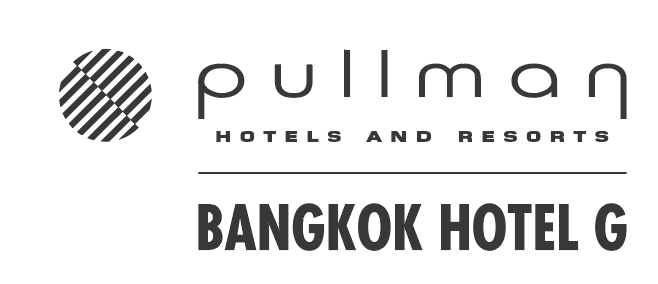 pullman
HOTELS AND RESORTS
BANGKOK HOTEL G